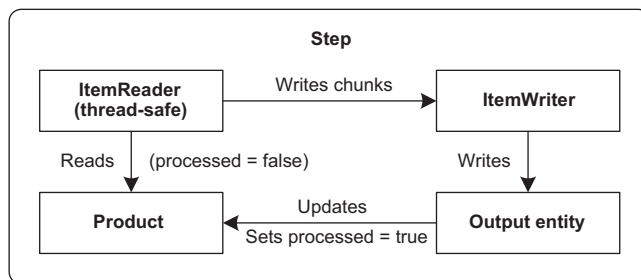 Step
ItemReader
(thread-safe)
Writes chunks
ItemWriter
Reads
(processed = false)
Writes
Product
Updates
Sets processed = true
Output entity